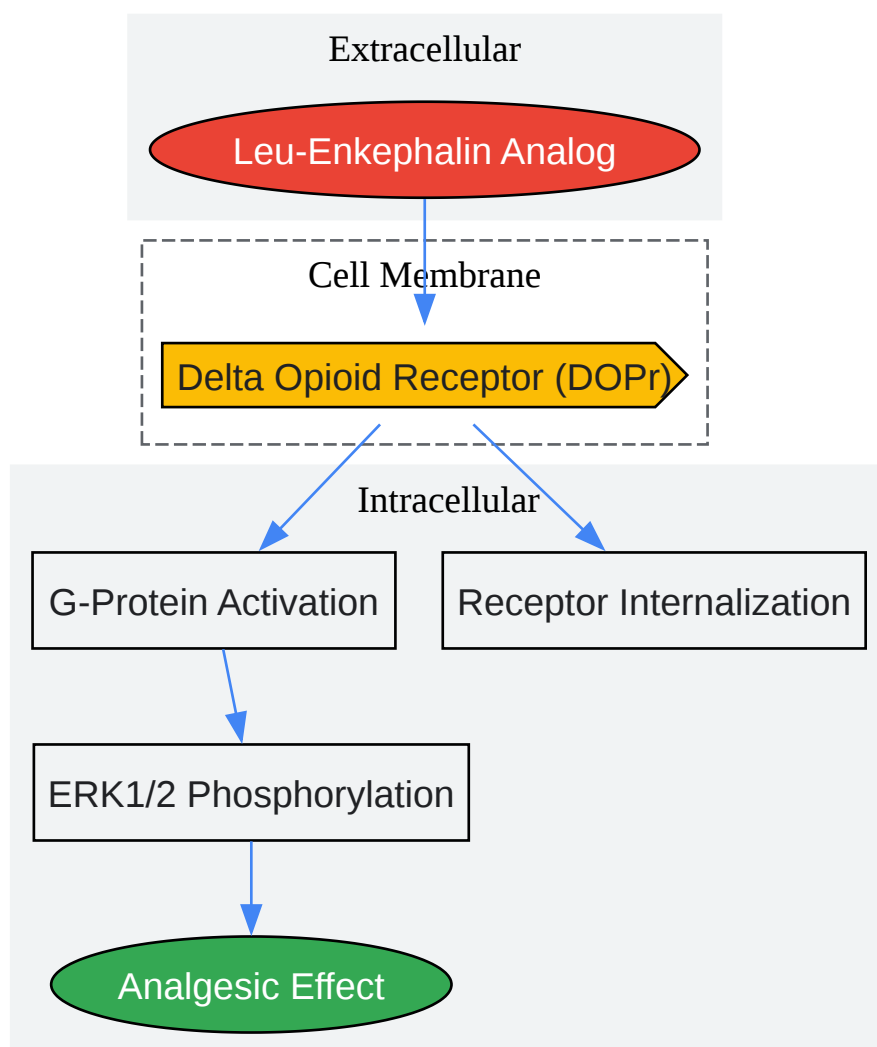 Extracellular
Leu-Enkephalin Analog
Cell Membrane
Delta Opioid Receptor (DOPr)
Intracellular
G-Protein Activation
Receptor Internalization
ERK1/2 Phosphorylation
Analgesic Effect